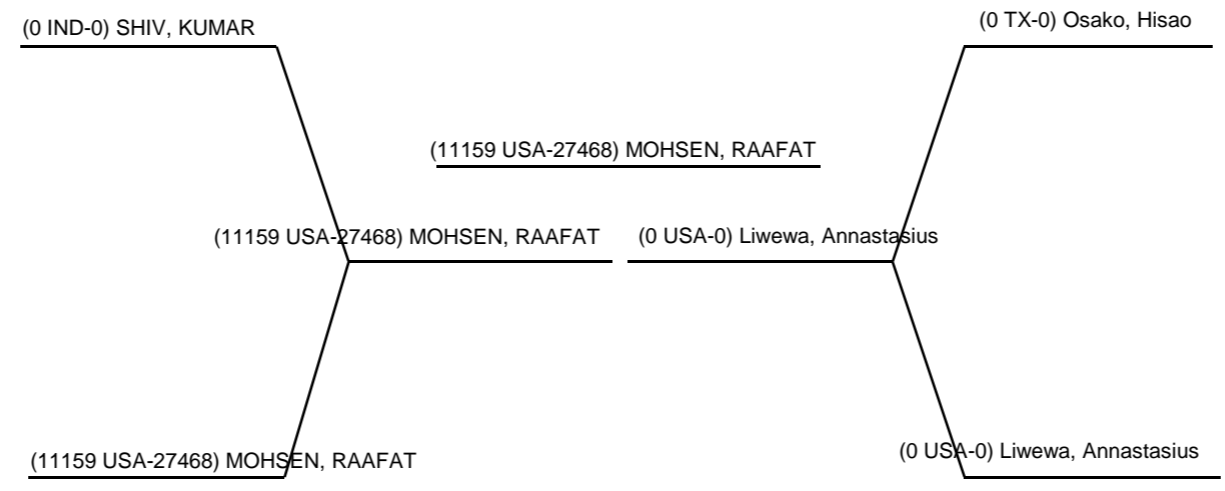 (0 IND-0) SHIV, KUMAR
(0 TX-0) Osako, Hisao
(11159 USA-27468) MOHSEN, RAAFAT
(11159 USA-27468) MOHSEN, RAAFAT
(0 USA-0) Liwewa, Annastasius
(11159 USA-27468) MOHSEN, RAAFAT
(0 USA-0) Liwewa, Annastasius